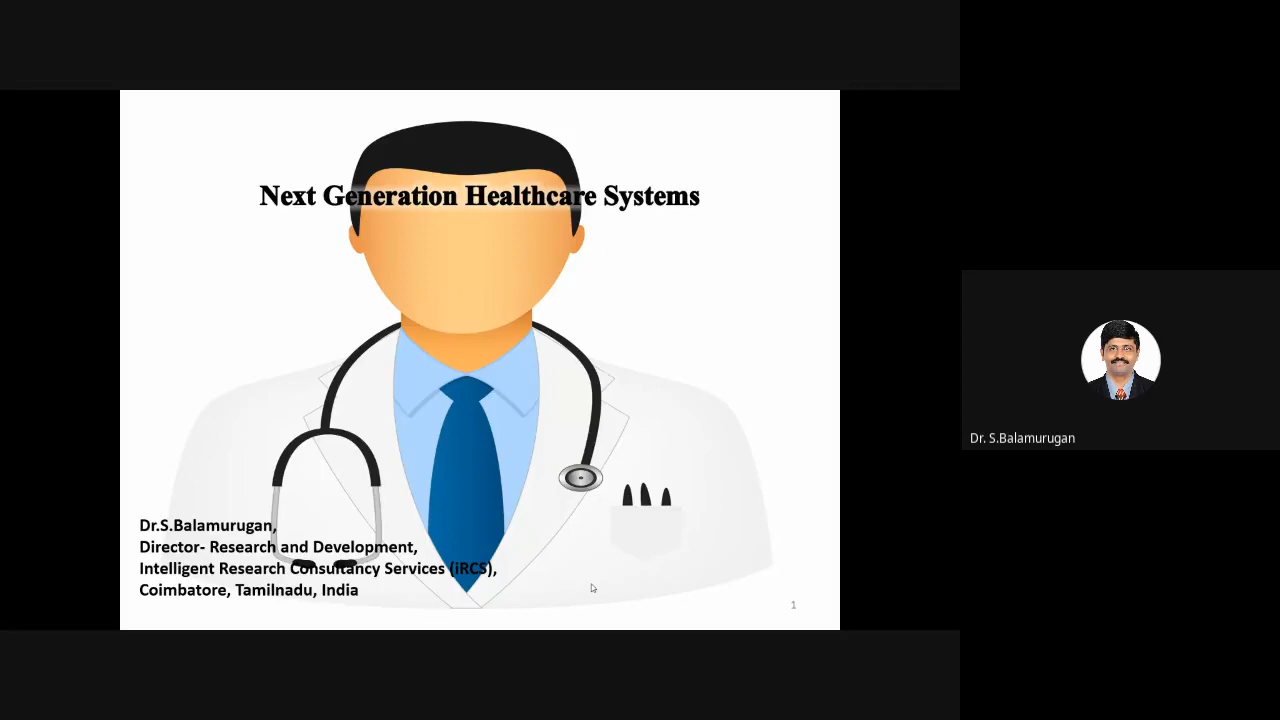 Next Generation Healthcare Systems
Dr.S.Balamurugan,
Director- Research and Development,
Intelligent Research Consultancy Services (iRCS),
Coimbatore, Tamilnadu, India
1
Dr. S.Balamurugan